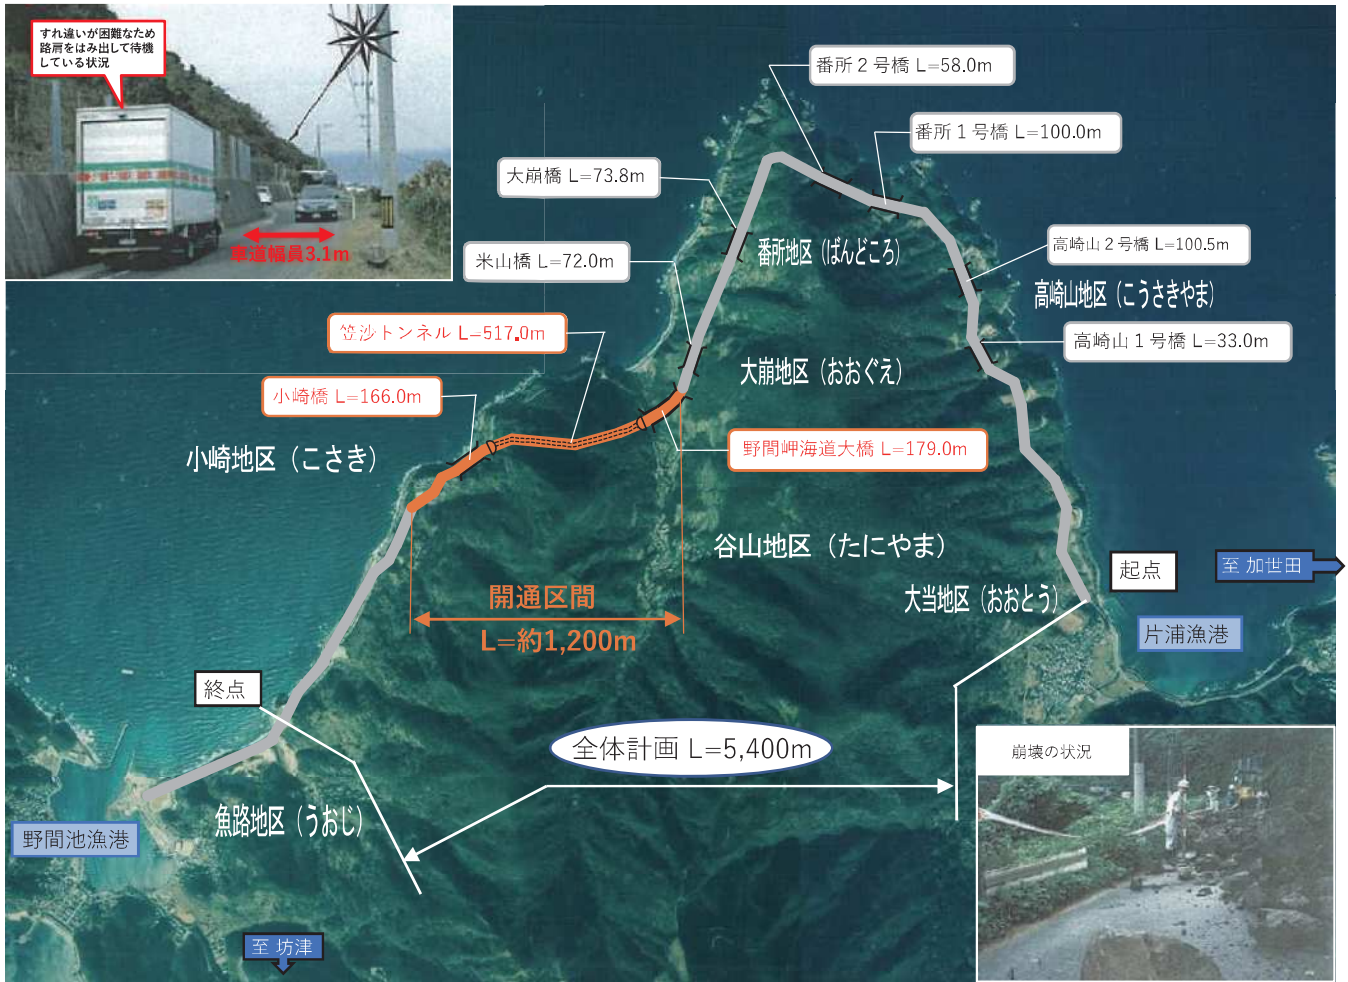 すれ違いが困難なため
路肩をはみ出して待機
している状況
車道幅員3.1m
番所2号橋 L=58.0m
番所1号橋 L=100.0m
大崩橋 L=73.8m
高崎山2号橋 L=100.5m
番所地区(ばんどころ)
米山橋 L=72.0m
高崎山地区(こうさきやま)
笠沙トンネル L=517.0m
高崎山1号橋 L=33.0m
大崩地区(おおぐえ)
小崎橋 L=166.0m
小崎地区(こさき)
野間岬海道大橋 L=179.0m
谷山地区(たにやま)
起点
至 加世田
開通区間
L=約1,200m
大当地区(おおとう)
片浦漁港
終点
全体計画 L=5,400m
崩壊の状況
魚路地区(うおじ)
野間池漁港
至 坊津